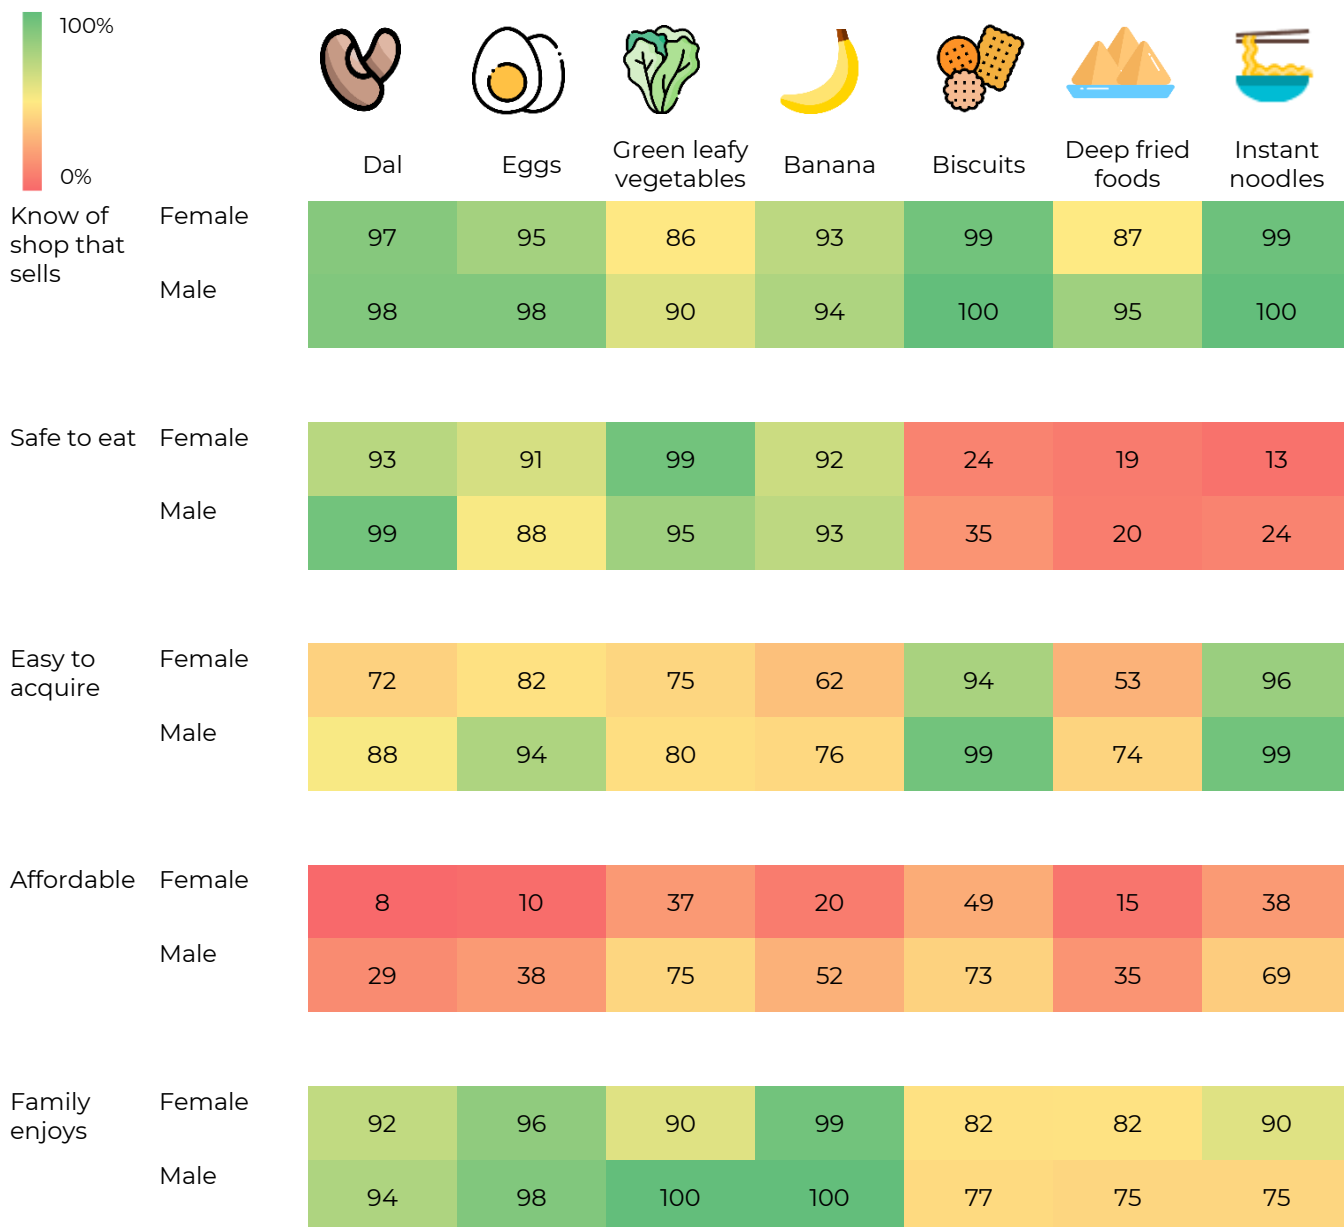 100%
0%
Dal
Eggs
Green leafy
vegetables
Banana
Biscuits
Deep fried
foods
Instant
noodles
Know of
shop that
sells
Female
97 95 86 93 99 87 99
Male
98 98 90 94 100 95 100
Safe to eat
Female
93 91 99 92 24 19 13
Male
99 88 95 93 35 20 24
Easy to
acquire
Female
72 82 75 62 94 53 96
Male
88 94 80 76 99 74 99
Affordable
Female
8 10 37 20 49 15 38
Male
29 38 75 52 73 35 69
Family
enjoys
Female
92 96 90 99 82 82 90
Male
94 98 100 100 77 75 75